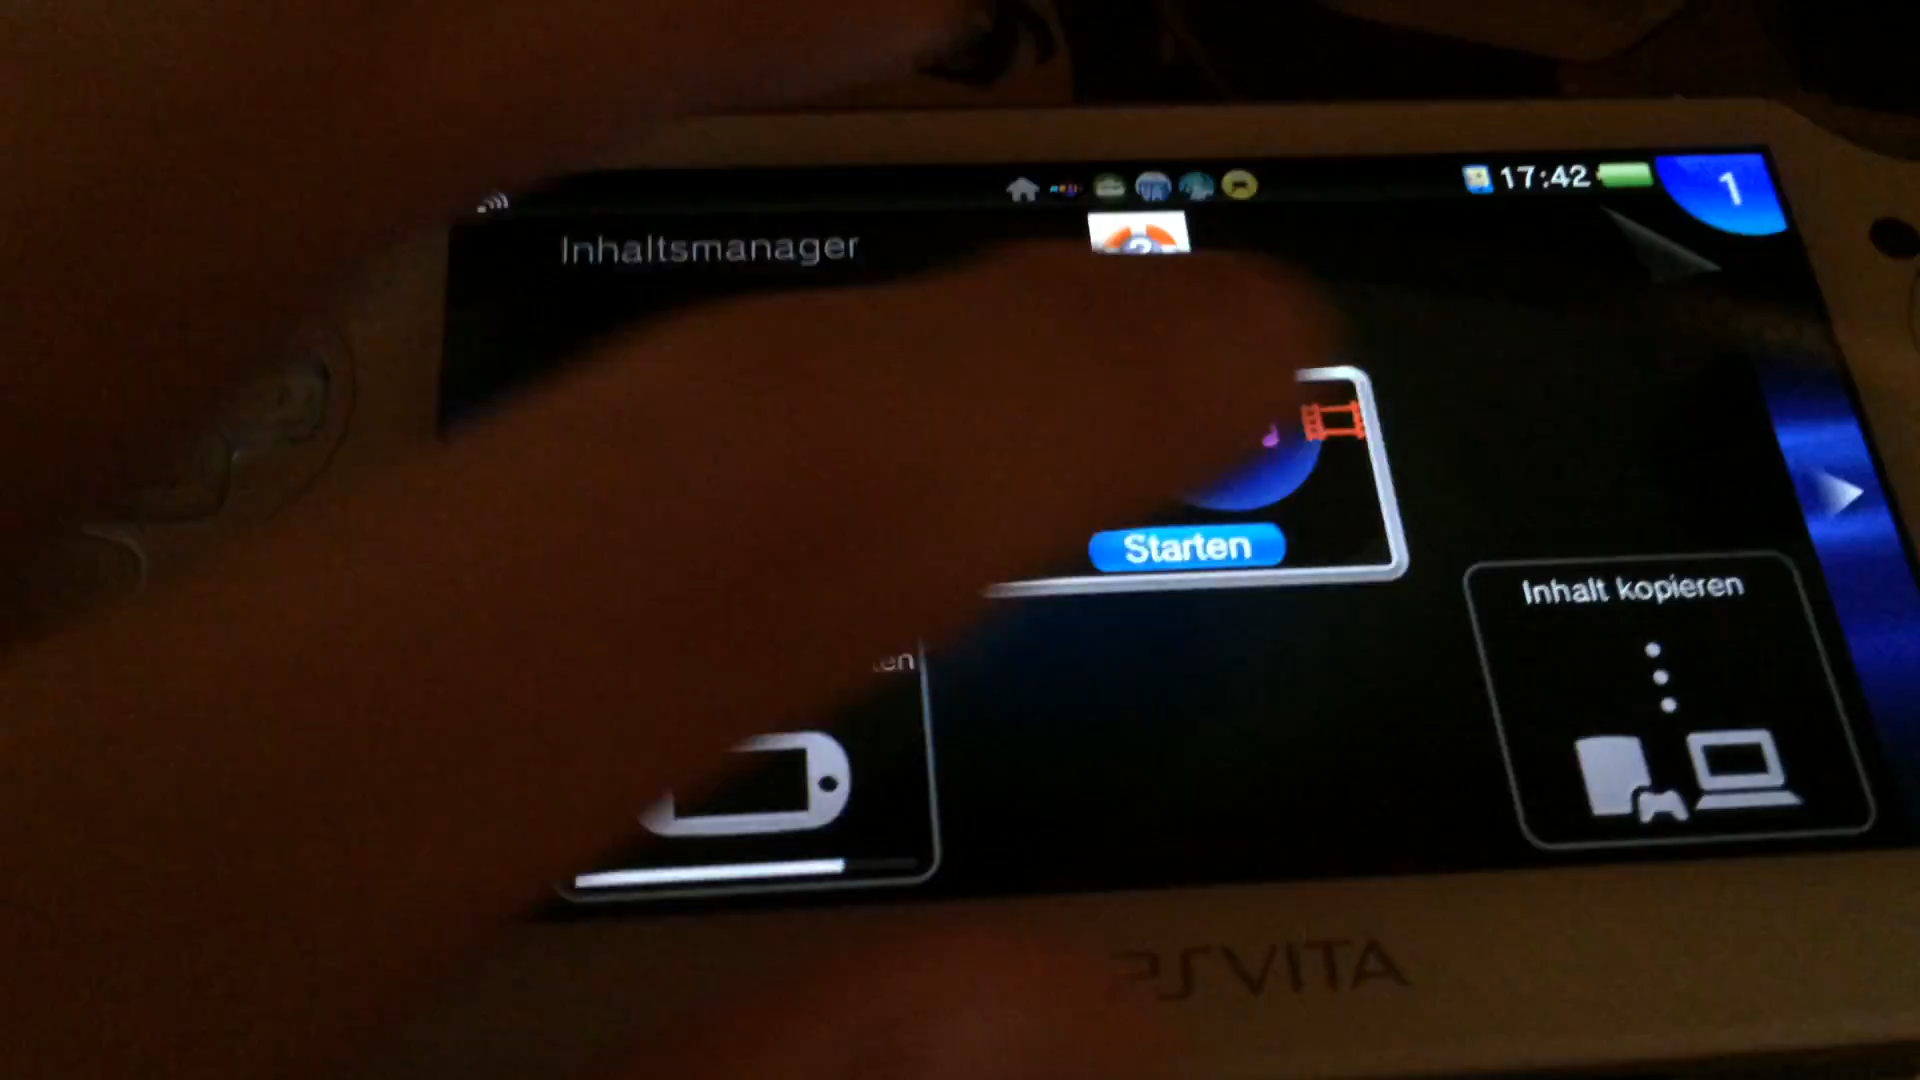 17:42
1
Inhaltsmanager
?
Starten
Inhalt kopieren
PSVITA